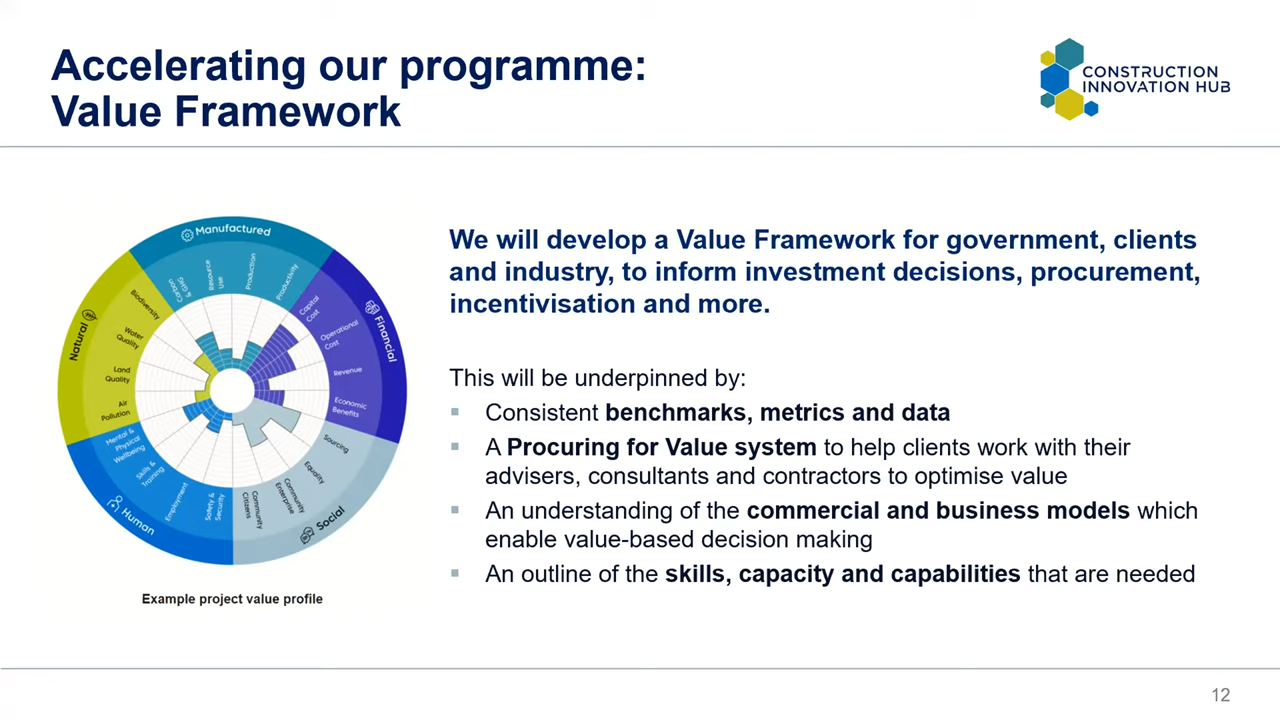 Accelerating our programme:
Value Framework
CONSTRUCTION
INNOVATION HUB
Manufactured
Carbon
& GHG
Resource
Use
Production
Productivity
Financial
Capital
Cost
Operational
Cost
Revenue
Economic
Benefits
Social
Sourcing
Equality
Community
Enterprise
Community
Citizens
Human
Safety &
Security
Employment
Skills &
Training
Mental &
Physical
Wellbeing
Natural
Air
Pollution
Land
Quality
Water
Quality
Biodiversity
Example project value profile
We will develop a Value Framework for government, clients
and industry, to inform investment decisions, procurement,
incentivisation and more.
This will be underpinned by:
▪ Consistent benchmarks, metrics and data
▪ A Procuring for Value system to help clients work with their
advisers, consultants and contractors to optimise value
▪ An understanding of the commercial and business models which
enable value-based decision making
▪ An outline of the skills, capacity and capabilities that are needed
12